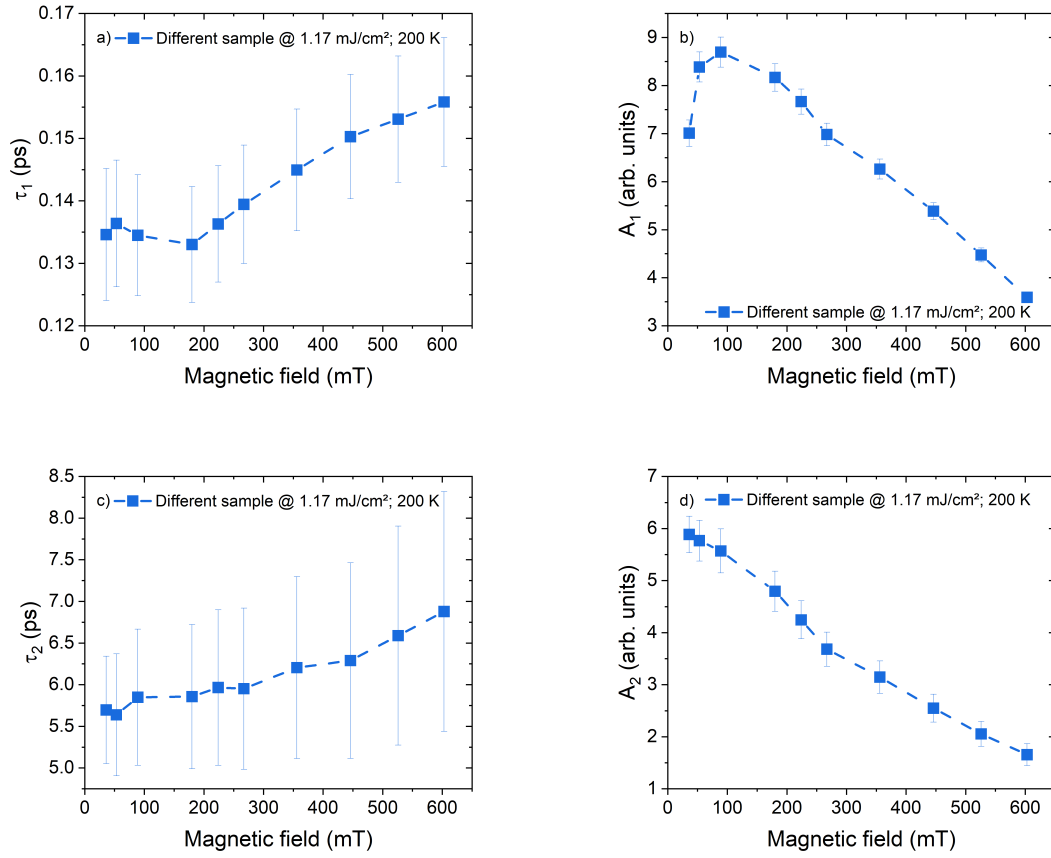 a) Different sample @ 1.17 mJ/cm²; 200 K
0.17
0.16
0.15
0.14
0.13
0.12
τ1 (ps)
0 100 200 300 400 500 600
Magnetic field (mT)
b)
9
8
7
6
5
4
3
A1 (arb. units)
Different sample @ 1.17 mJ/cm²; 200 K
0 100 200 300 400 500 600
Magnetic field (mT)
c) Different sample @ 1.17 mJ/cm²; 200 K
8.5
8.0
7.5
7.0
6.5
6.0
5.5
5.0
τ2 (ps)
0 100 200 300 400 500 600
Magnetic field (mT)
d) Different sample @ 1.17 mJ/cm²; 200 K
7
6
5
4
3
2
1
A2 (arb. units)
0 100 200 300 400 500 600
Magnetic field (mT)